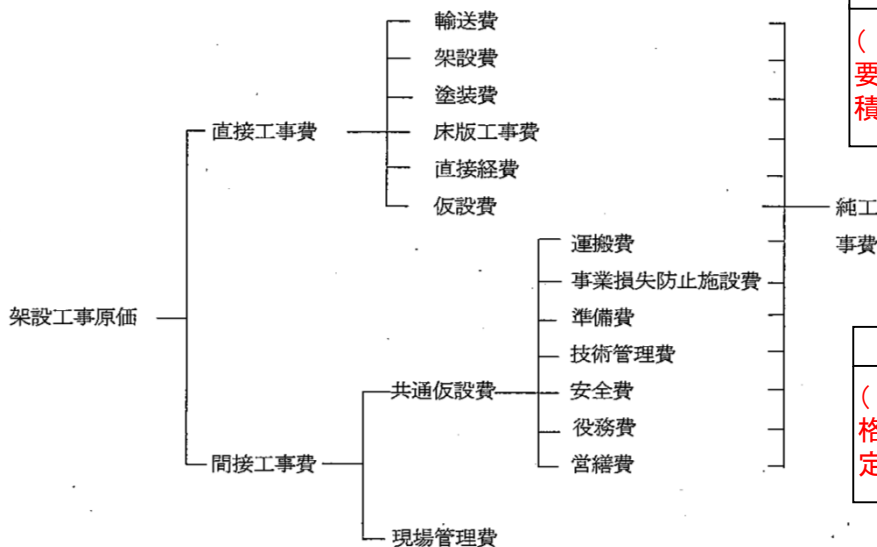 輸送費
架設費
塗装費
直接工事費
床版工事費
直接経費
仮設費
純工
事費
運搬費
事業損失防止施設費
準備費
架設工事原価
技術管理費
共通仮設費
安全費
役務費
間接工事費
営繕費
現場管理費
(
要
積
(
格
定